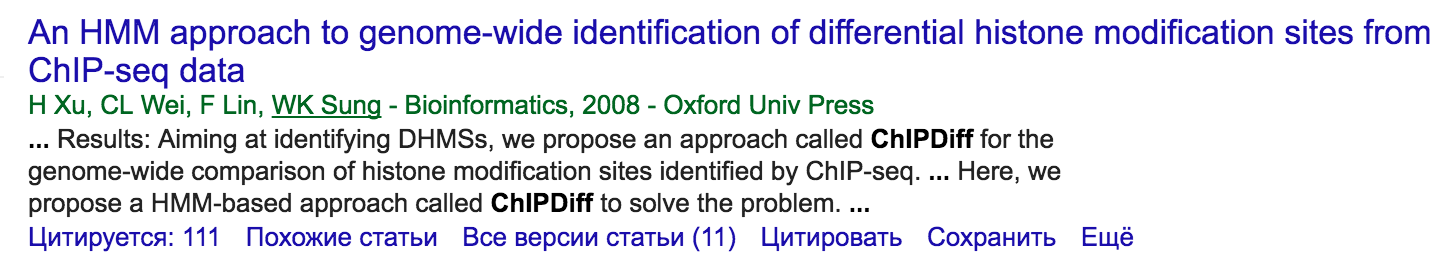 An HMM approach to genome-wide identification of differential histone modification sites from
ChIP-seq data
H Xu, CL Wei, F Lin, WK Sung - Bioinformatics, 2008 - Oxford Univ Press
... Results: Aiming at identifying DHMSs, we propose an approach called ChIPDiff for the
genome-wide comparison of histone modification sites identified by ChIP-seq. ... Here, we
propose a HMM-based approach called ChIPDiff to solve the problem. ...
Цитируется: 111 Похожие статьи Все версии статьи (11) Цитировать Сохранить Ещё